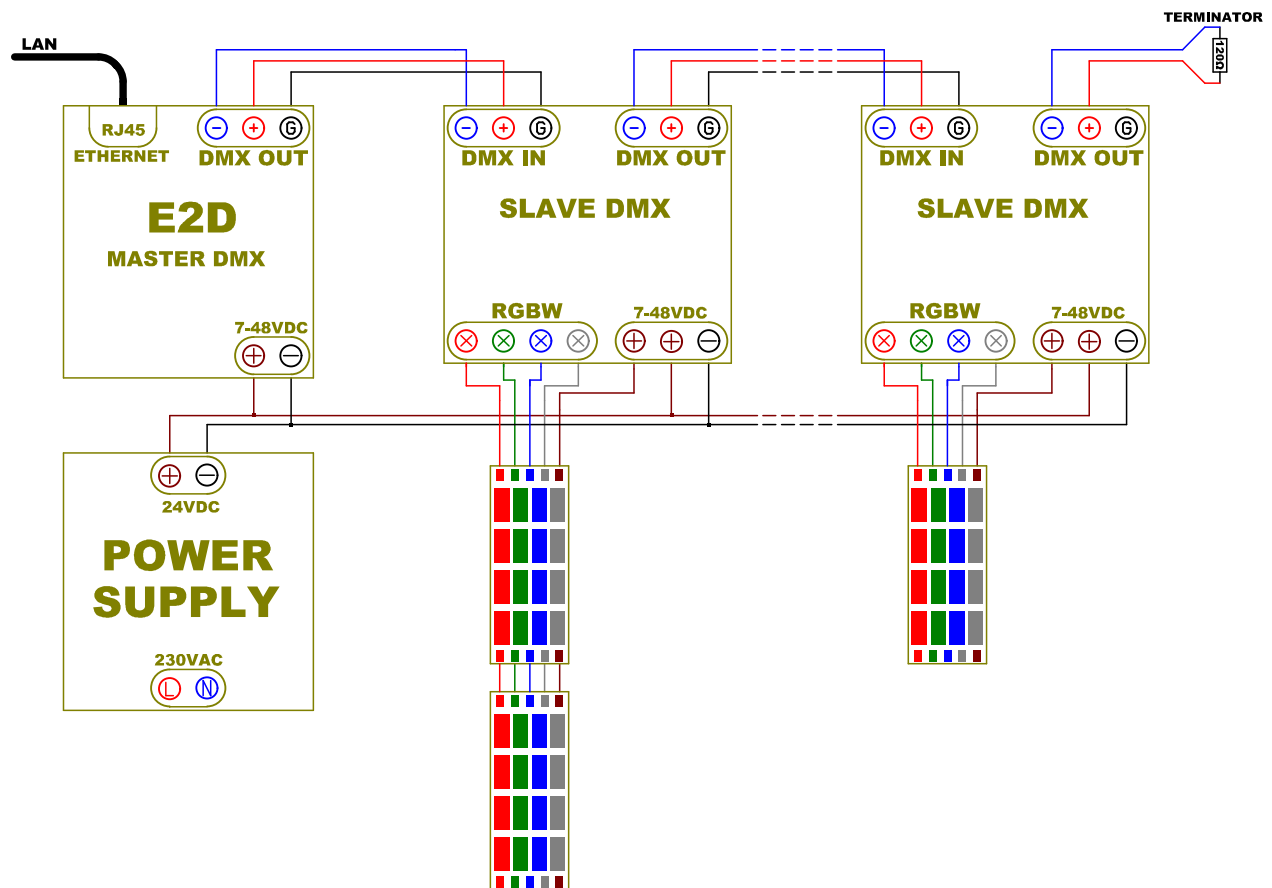 TERMINATOR
LAN
120Ω
RJ45
ETHERNET
- + G
DMX OUT
- + G
DMX IN
- + G
DMX OUT
- + G
DMX IN
- + G
DMX OUT
E2D
MASTER DMX
SLAVE DMX
SLAVE DMX
7-48VDC
+ -
RGBW
7-48VDC
+ + -
RGBW
7-48VDC
+ + -
+ -
24VDC
POWER
SUPPLY
230VAC
L N